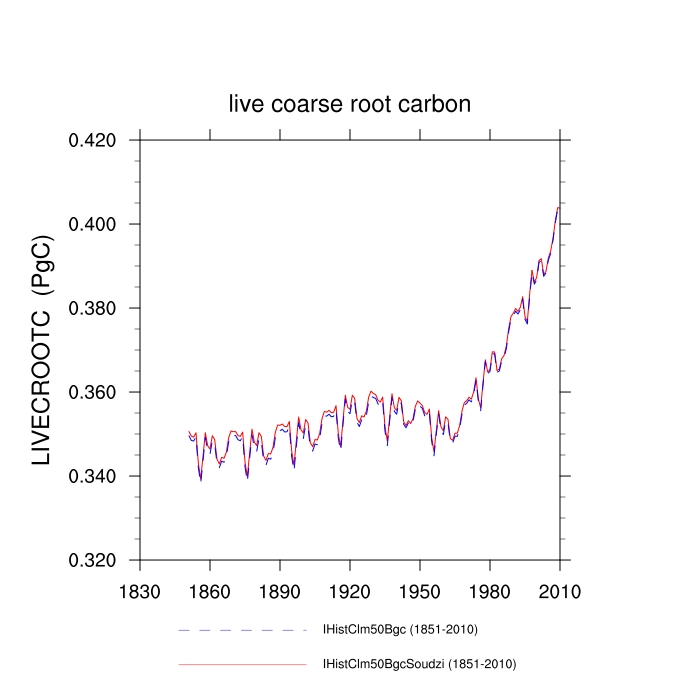 live coarse root carbon
LIVECROOTC (PgC)
0.420
0.400
0.380
0.360
0.340
0.320
1830 1860 1890 1920 1950 1980 2010
IHistClm50Bgc (1851-2010)
IHistClm50BgcSoudzi (1851-2010)